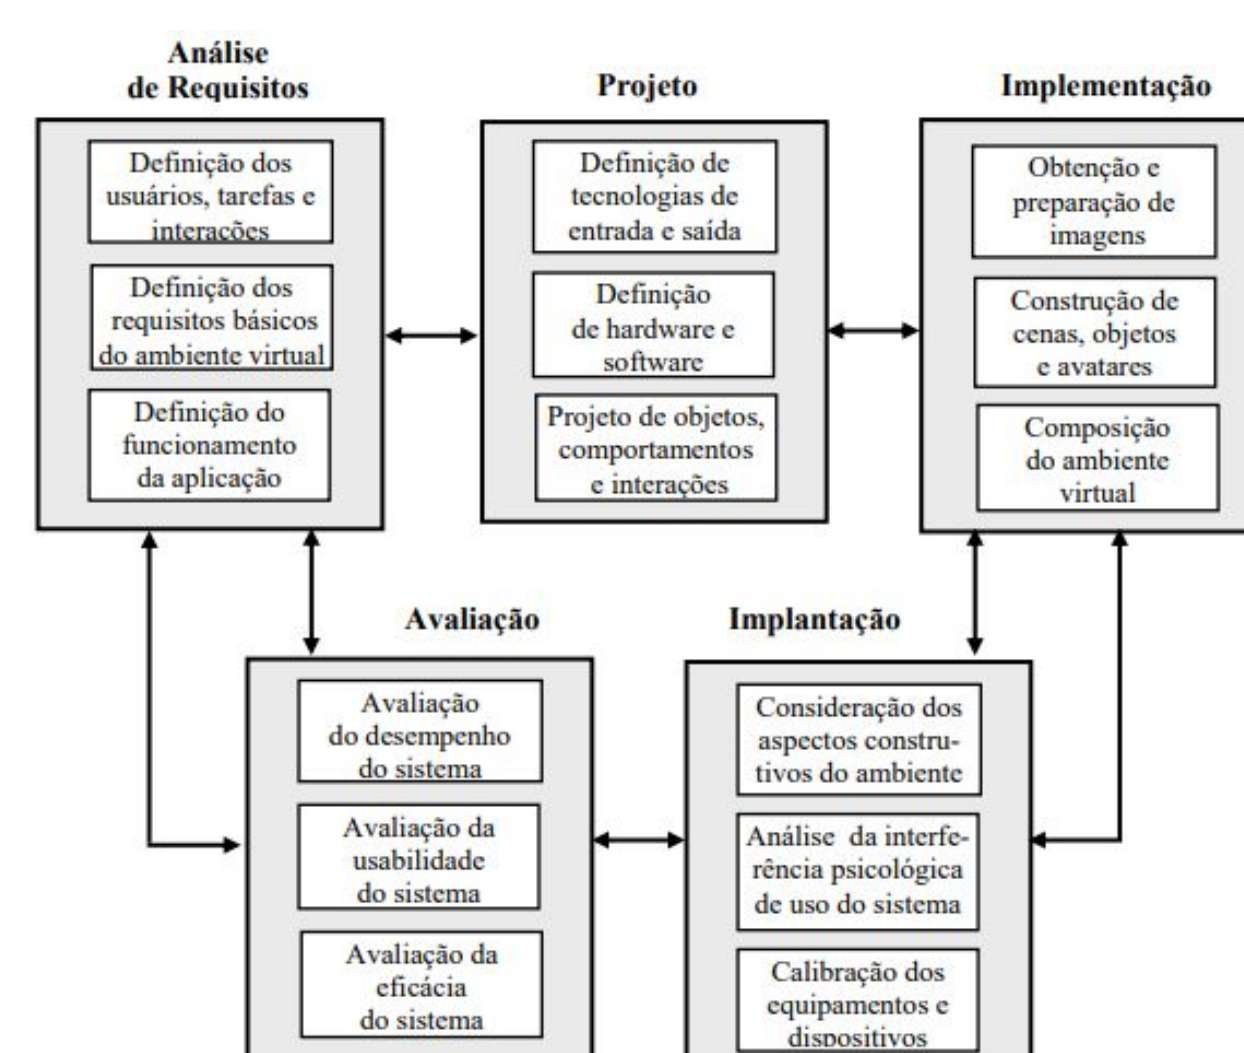 Análise
de Requisitos
Definição dos
usuários, tarefas e
interações
Definição dos
requisitos básicos
do ambiente virtual
Definição do
funcionamento
da aplicação
Projeto
Definição de
tecnologias de
entrada e saída
Definição
de hardware e
software
Projeto de objetos,
comportamentos
e interações
Implementação
Obtenção e
preparação de
imagens
Construção de
cenas, objetos
e avatares
Composição
do ambiente
virtual
Avaliação
Avaliação
do desempenho
do sistema
Avaliação da
usabilidade
do sistema
Avaliação da
eficácia
do sistema
Implantação
Consideração dos
aspectos constru-
tivos do ambiente
Análise da interfe-
rência psicológica
de uso do sistema
Calibração dos
equipamentos e
dispositivos